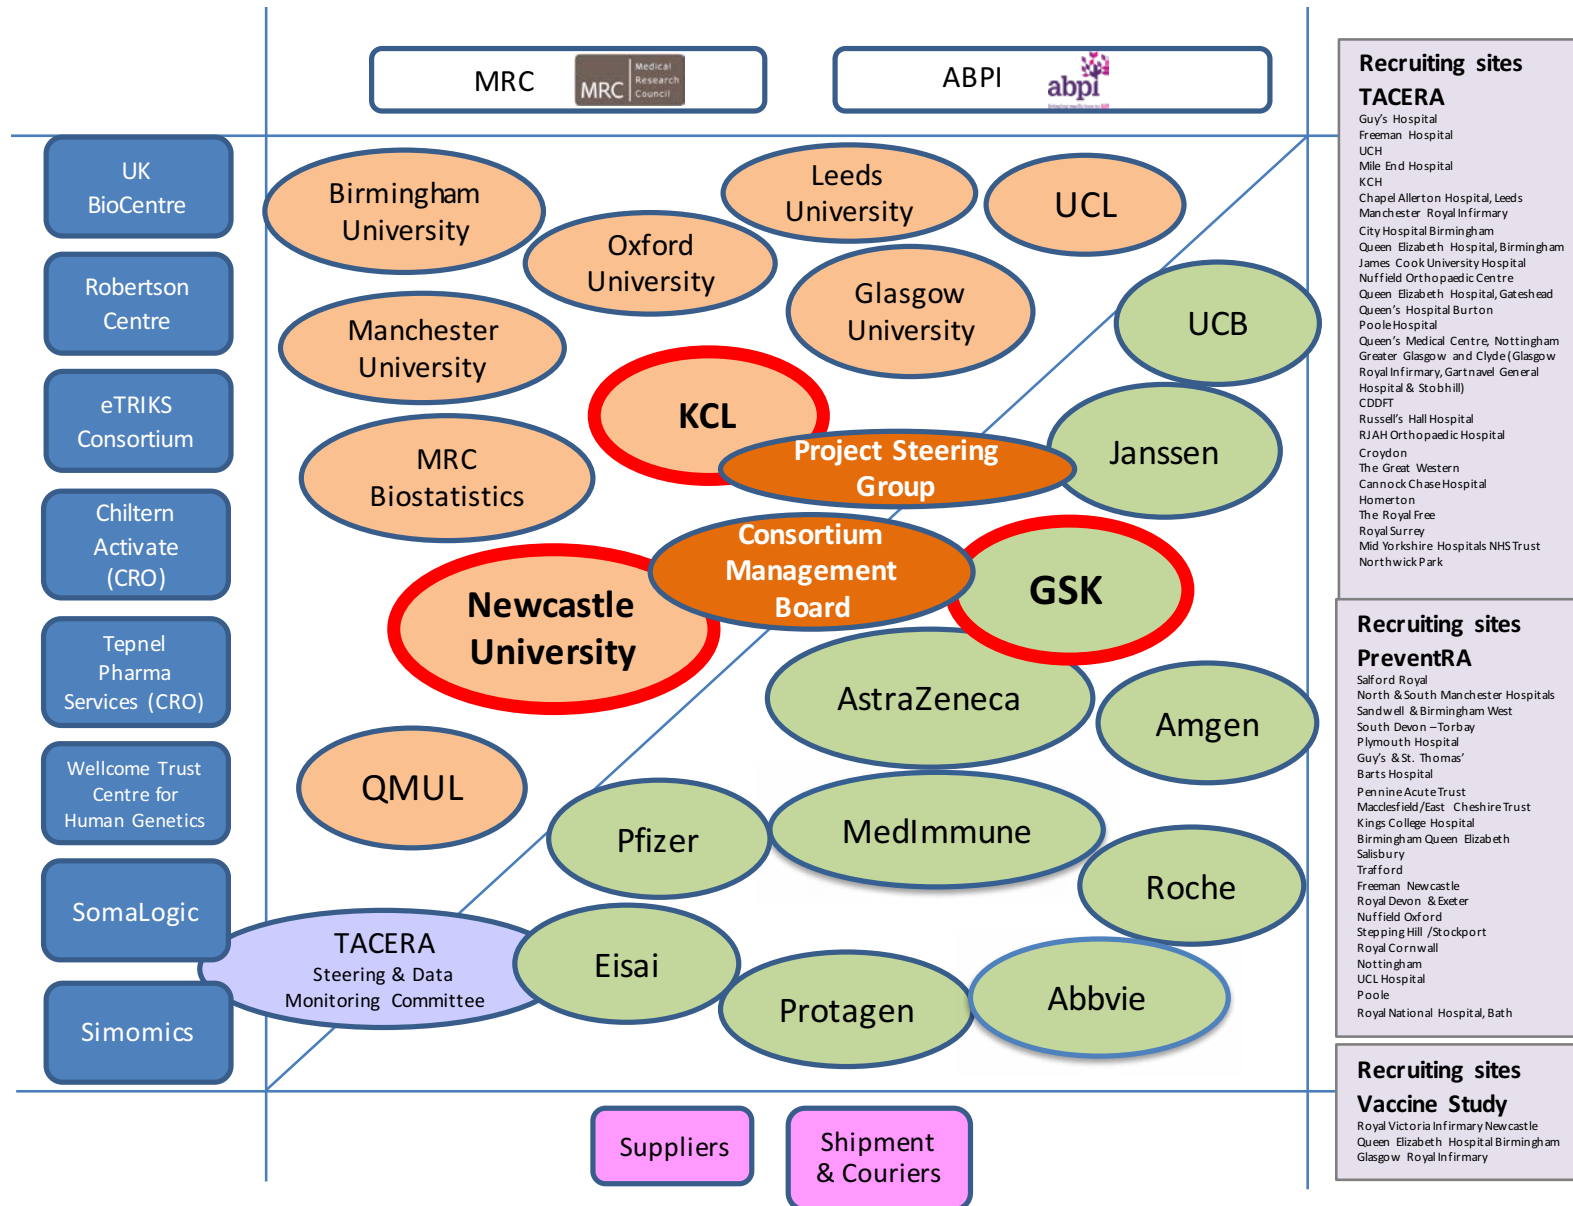 MRC
MRC
Medical
Research
Council
ABPI
abpi
UK
BioCentre
Robertson
Centre
eTRIKS
Consortium
Chiltern
Activate
(CRO)
Tepnel
Pharma
Services (CRO)
Wellcome Trust
Centre for
Human Genetics
SomaLogic
Simomics
Birmingham
University
Oxford
University
Leeds
University
UCL
Manchester
University
Glasgow
University
UCB
KCL
MRC
Biostatistics
Project Steering
Group
Janssen
Consortium
Management
Board
GSK
Newcastle
University
AstraZeneca
Amgen
QMUL
Pfizer
MedImmune
Roche
TACERA
Steering & Data
Monitoring Committee
Eisai
Protagen
Abbvie
Suppliers
Shipment
& Couriers
Recruiting sites
TACERA
Guy's Hospital
Freeman Hospital
UCH
Mile End Hospital
KCH
Chapel Allerton Hospital, Leeds
Manchester Royal Infirmary
City Hospital Birmingham
Queen Elizabeth Hospital, Birmingham
James Cook University Hospital
Nuffield Orthopaedic Centre
Queen Elizabeth Hospital, Gateshead
Queen's Hospital Burton
Poole Hospital
Queen's Medical Centre, Nottingham
Greater Glasgow and Clyde (Glasgow
Royal Infirmary, Gartnavel General
Hospital & Stobhill)
CDDFT
Russell's Hall Hospital
RJAH Orthopaedic Hospital
Croydon
The Great Western
Cannock Chase Hospital
Homerton
The Royal Free
Royal Surrey
Mid Yorkshire Hospitals NHS Trust
Northwick Park
Recruiting sites
PreventRA
Salford Royal
North & South Manchester Hospitals
Sandwell & Birmingham West
South Devon – Torbay
Plymouth Hospital
Guy's & St. Thomas'
Barts Hospital
Pennine Acute Trust
Macclesfield/East Cheshire Trust
Kings College Hospital
Birmingham Queen Elizabeth
Salisbury
Trafford
Freeman Newcastle
Royal Devon & Exeter
Nuffield Oxford
Stepping Hill /Stockport
Royal Cornwall
Nottingham
UCL Hospital
Poole
Royal National Hospital, Bath
Recruiting sites
Vaccine Study
Royal Victoria Infirmary Newcastle
Queen Elizabeth Hospital Birmingham
Glasgow Royal Infirmary